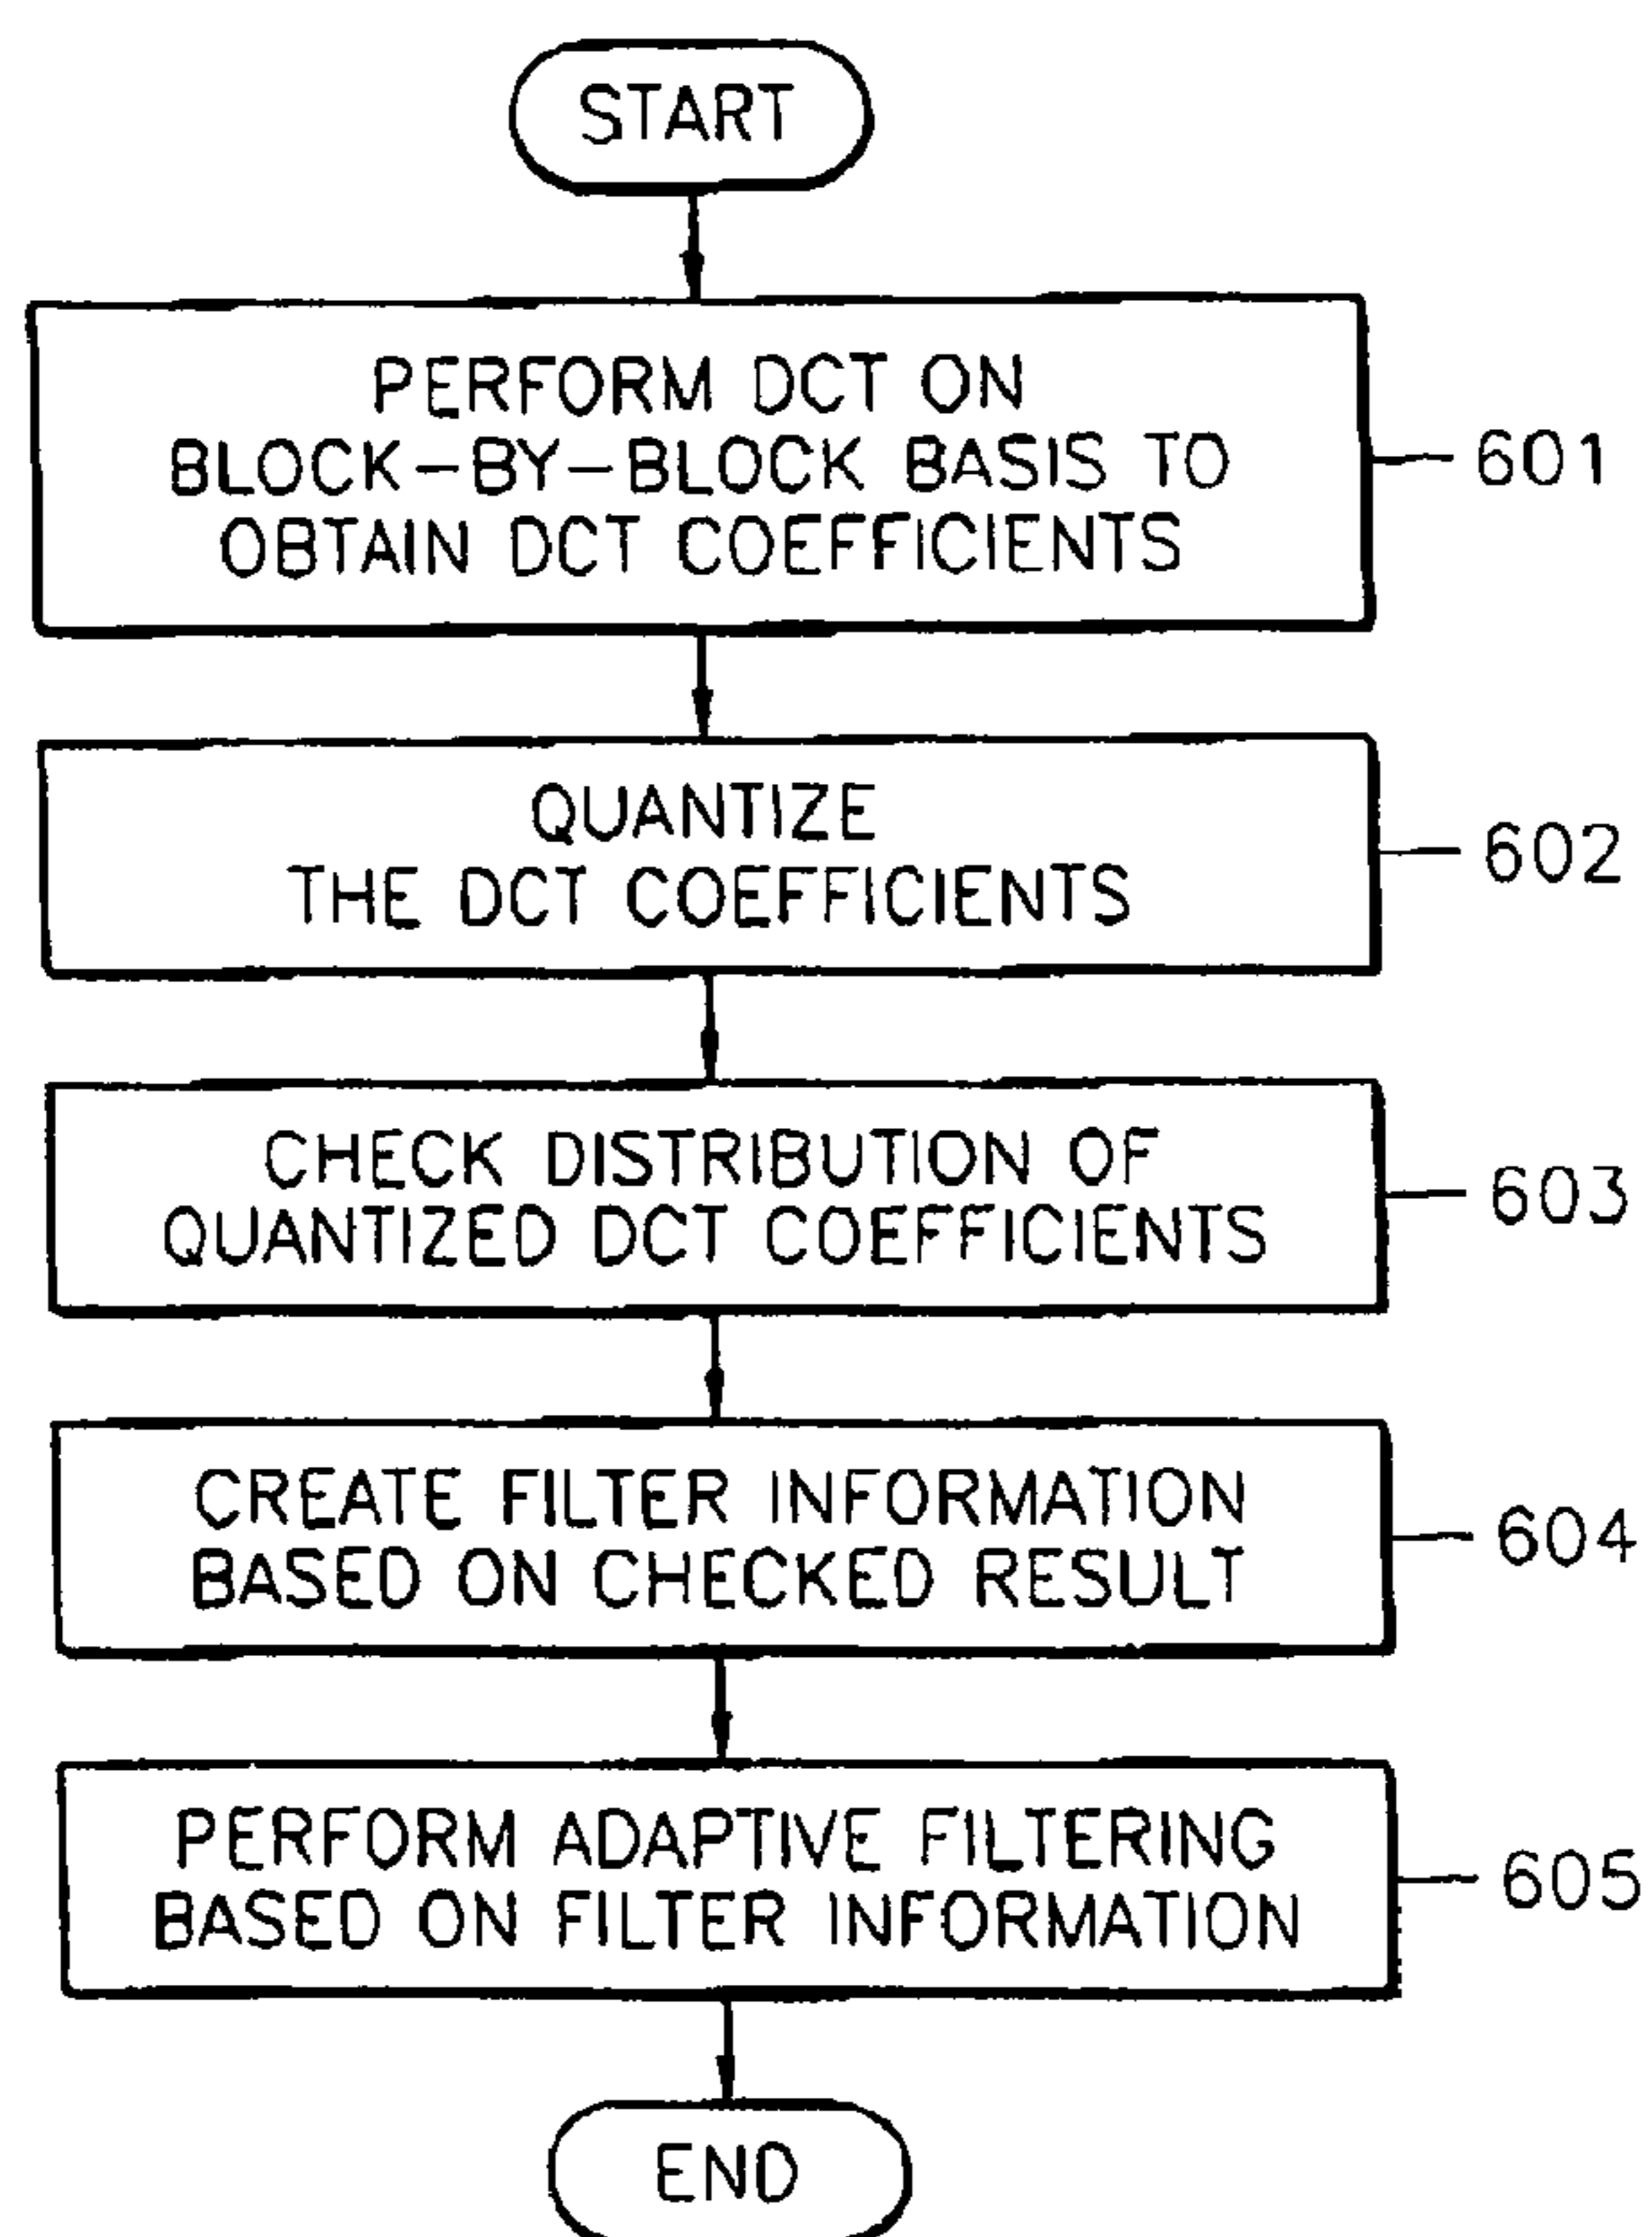 START
PERFORM DCT ON
BLOCK-BY-BLOCK BASIS TO
OBTAIN DCT COEFFICIENTS
601
QUANTIZE
THE DCT COEFFICIENTS
602
CHECK DISTRIBUTION OF
QUANTIZED DCT COEFFICIENTS
603
CREATE FILTER INFORMATION
BASED ON CHECKED RESULT
604
PERFORM ADAPTIVE FILTERING
BASED ON FILTER INFORMATION
605
END